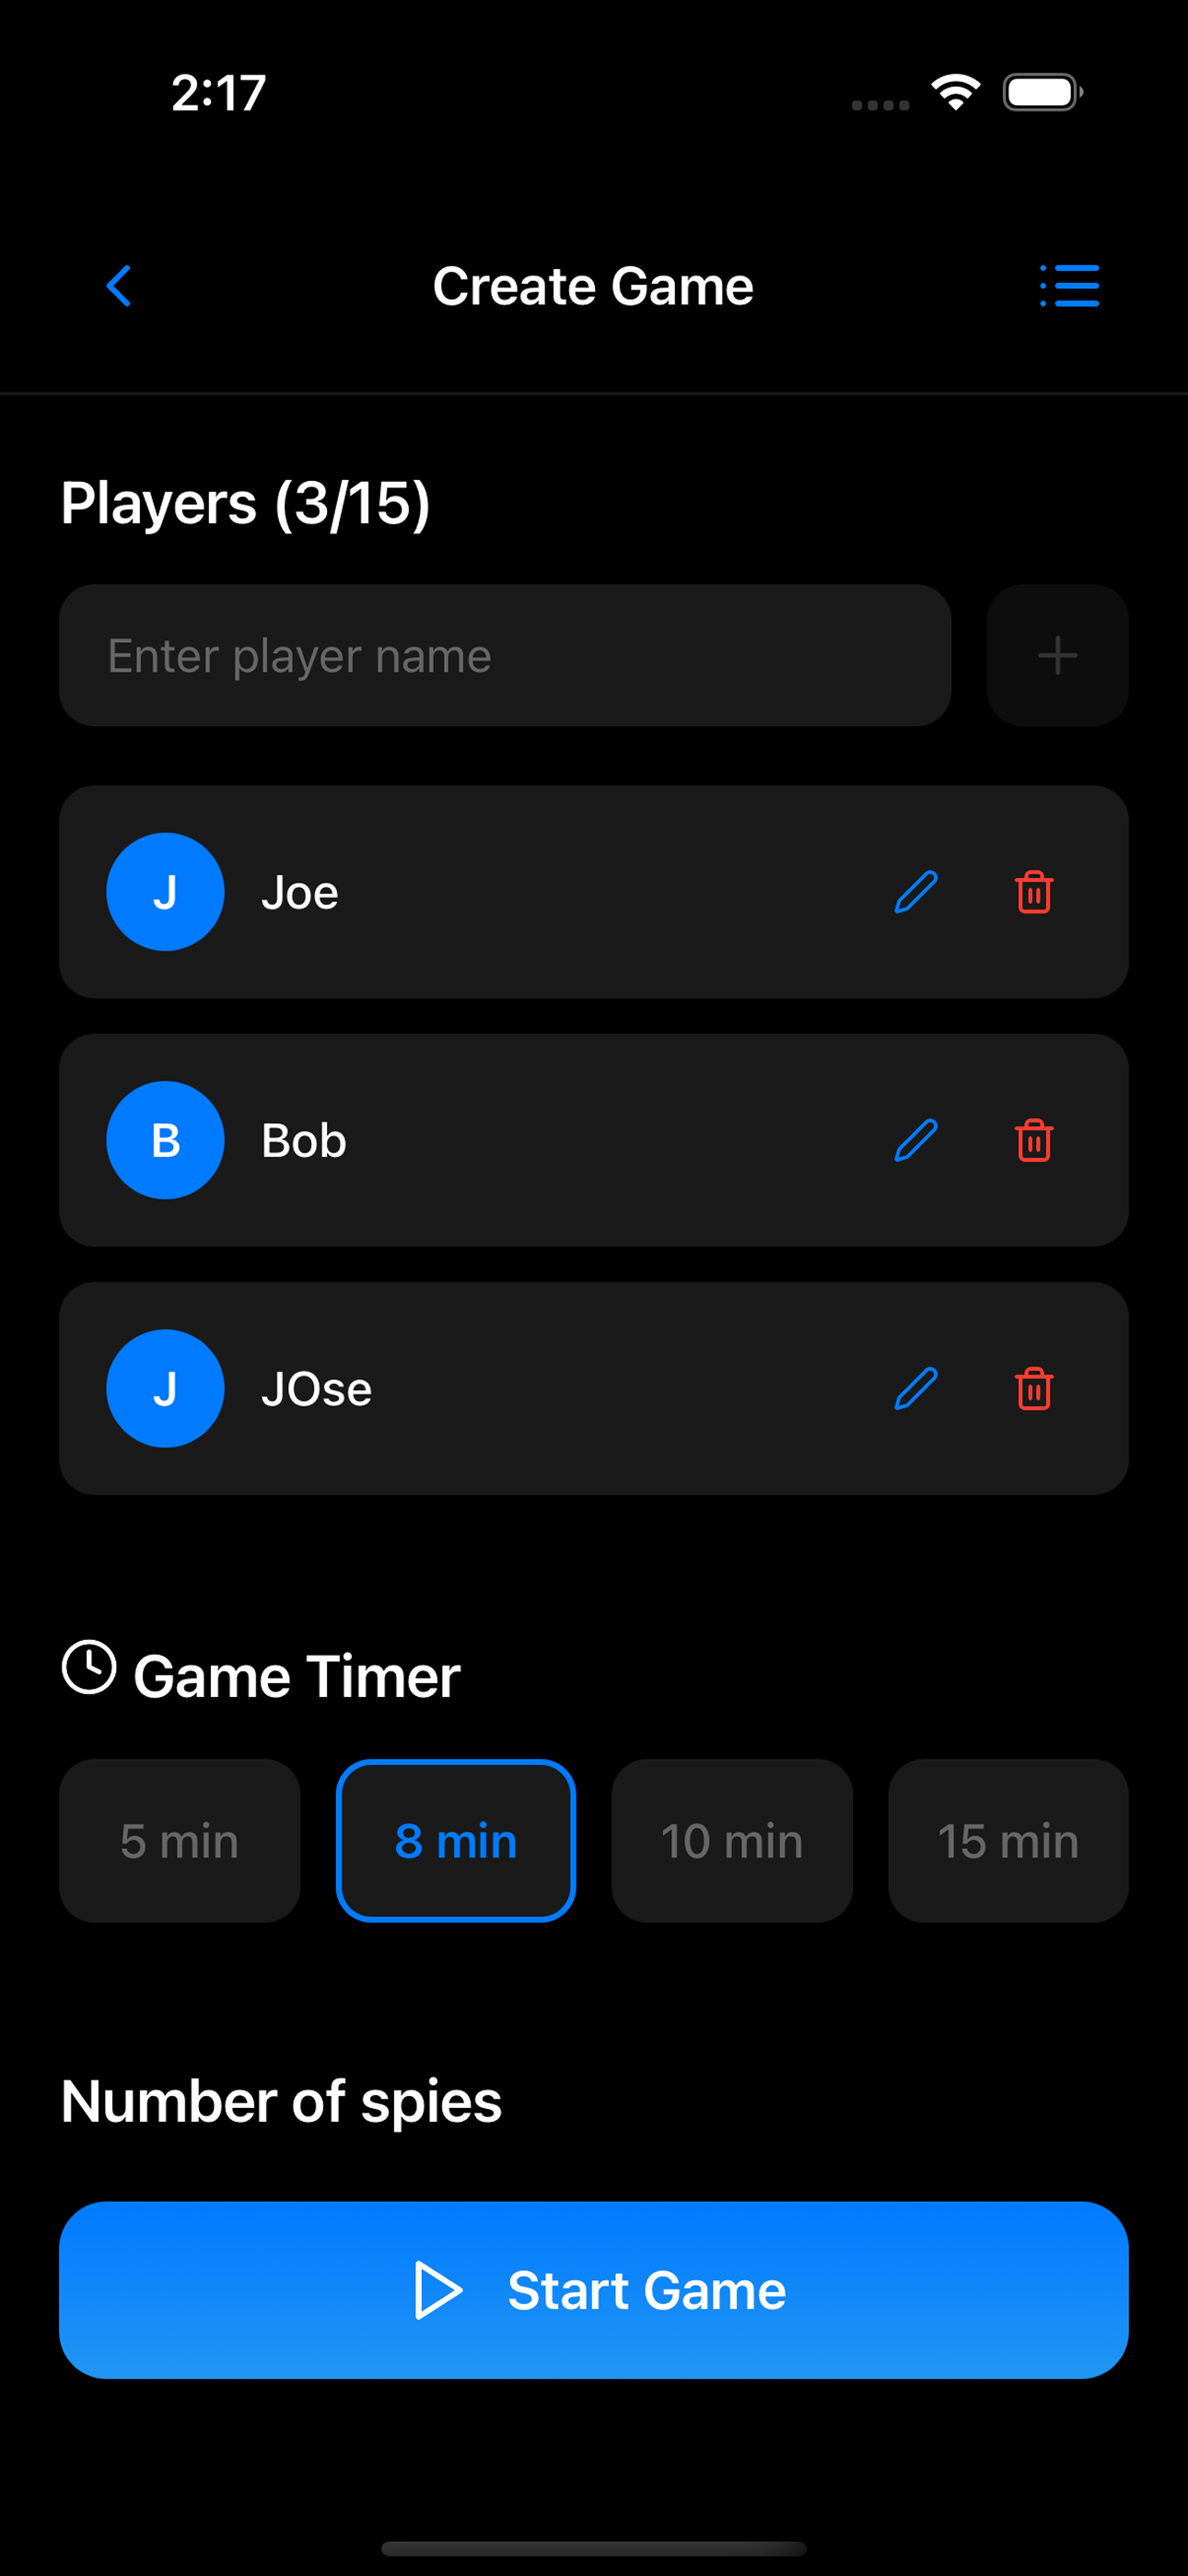 2:17
Create Game
Players (3/15)
Enter player name
J Joe
B Bob
J JOse
Game Timer
5 min 8 min 10 min 15 min
Number of spies
Start Game